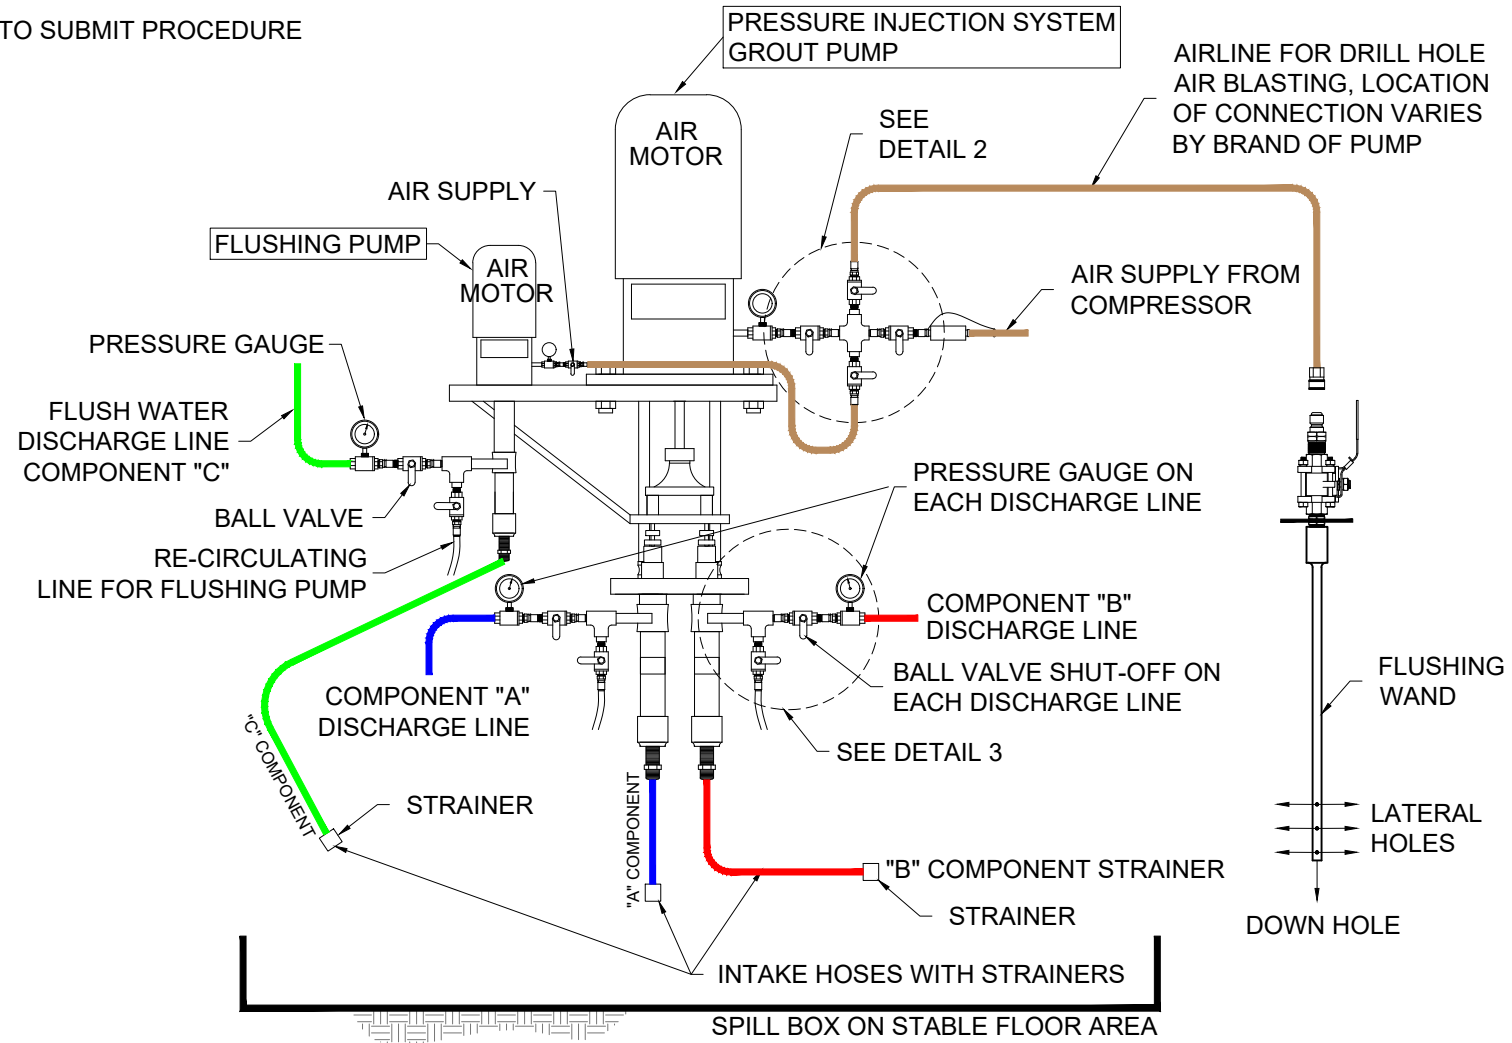 TO SUBMIT PROCEDURE
PRESSURE INJECTION SYSTEM
GROUT PUMP
AIRLINE FOR DRILL HOLE
AIR BLASTING, LOCATION
OF CONNECTION VARIES
BY BRAND OF PUMP
SEE
DETAIL 2
AIR
MOTOR
AIR SUPPLY
FLUSHING PUMP
AIR
MOTOR
AIR SUPPLY FROM
COMPRESSOR
PRESSURE GAUGE
FLUSH WATER
DISCHARGE LINE
COMPONENT "C"
BALL VALVE
RE-CIRCULATING
LINE FOR FLUSHING PUMP
PRESSURE GAUGE ON
EACH DISCHARGE LINE
COMPONENT "B"
DISCHARGE LINE
BALL VALVE SHUT-OFF ON
EACH DISCHARGE LINE
COMPONENT "A"
DISCHARGE LINE
SEE DETAIL 3
FLUSHING
WAND
"C" COMPONENT
STRAINER
"A" COMPONENT
"B" COMPONENT STRAINER
STRAINER
LATERAL
HOLES
DOWN HOLE
INTAKE HOSES WITH STRAINERS
SPILL BOX ON STABLE FLOOR AREA